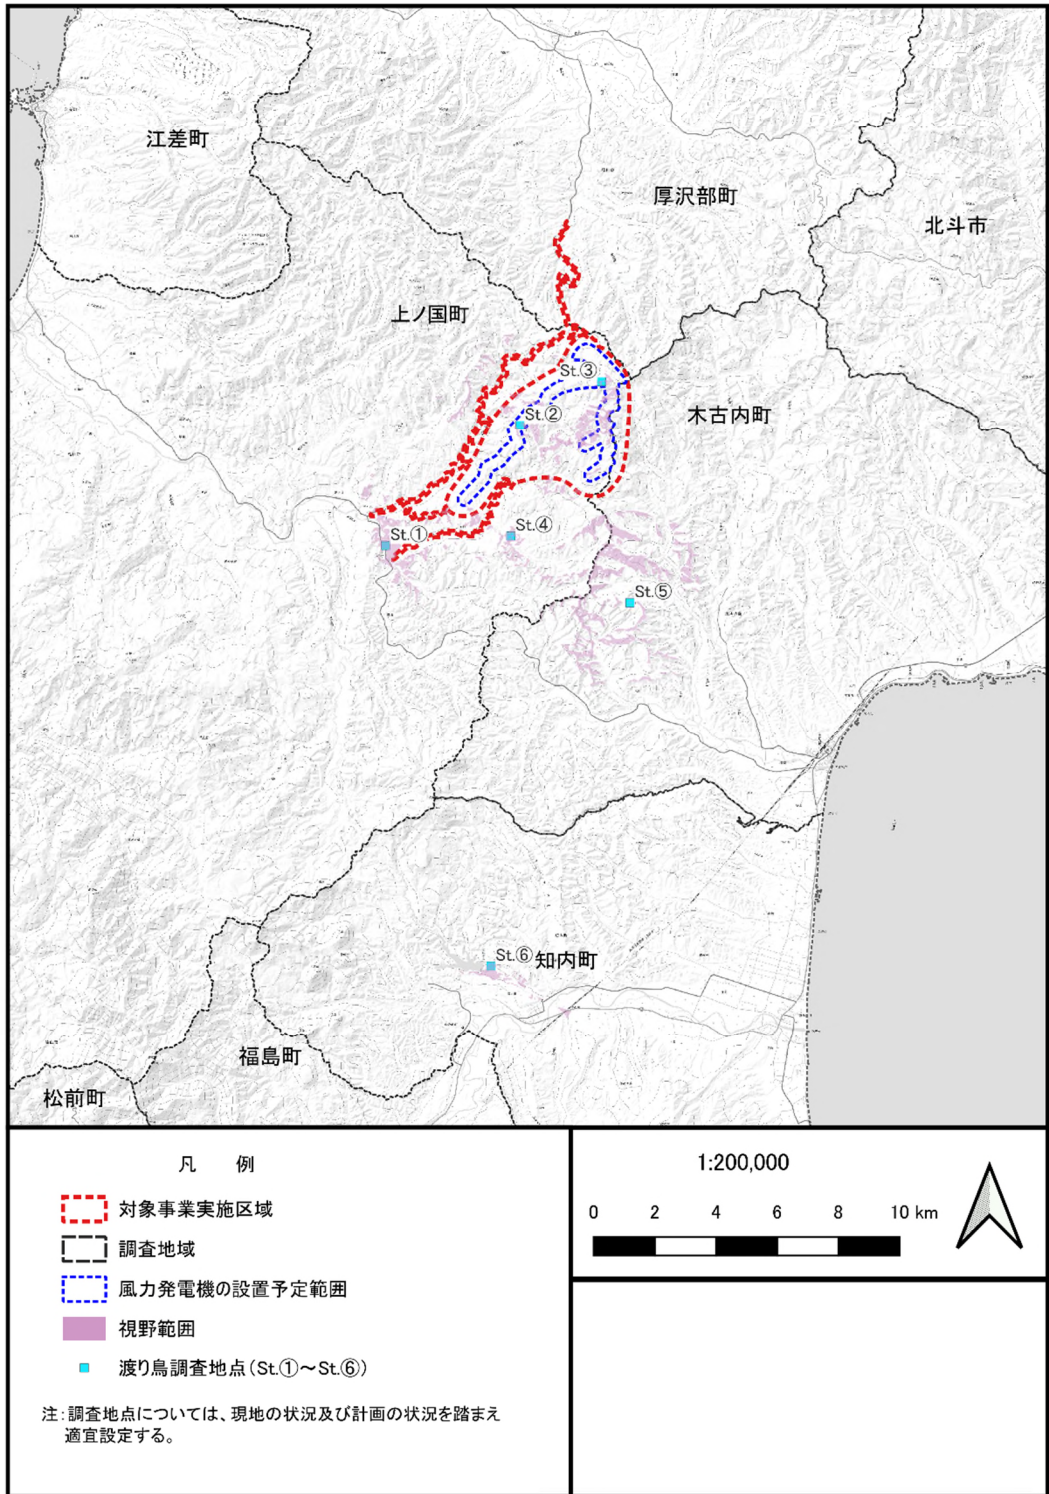 江差町
厚沢部町
北斗市
上ノ国町
St.③
木古内町
St.②
St.①
St.④
St.⑤
St.⑥
知内町
福島町
松前町
凡 例
対象事業実施区域
調査地域
風力発電機の設置予定範囲
視野範囲
渡り鳥調査地点(St.①～St.⑥)
注:調査地点については、現地の状況及び計画の状況を踏まえ
適宜設定する。
1:200,000
0 2 4 6 8 10 km